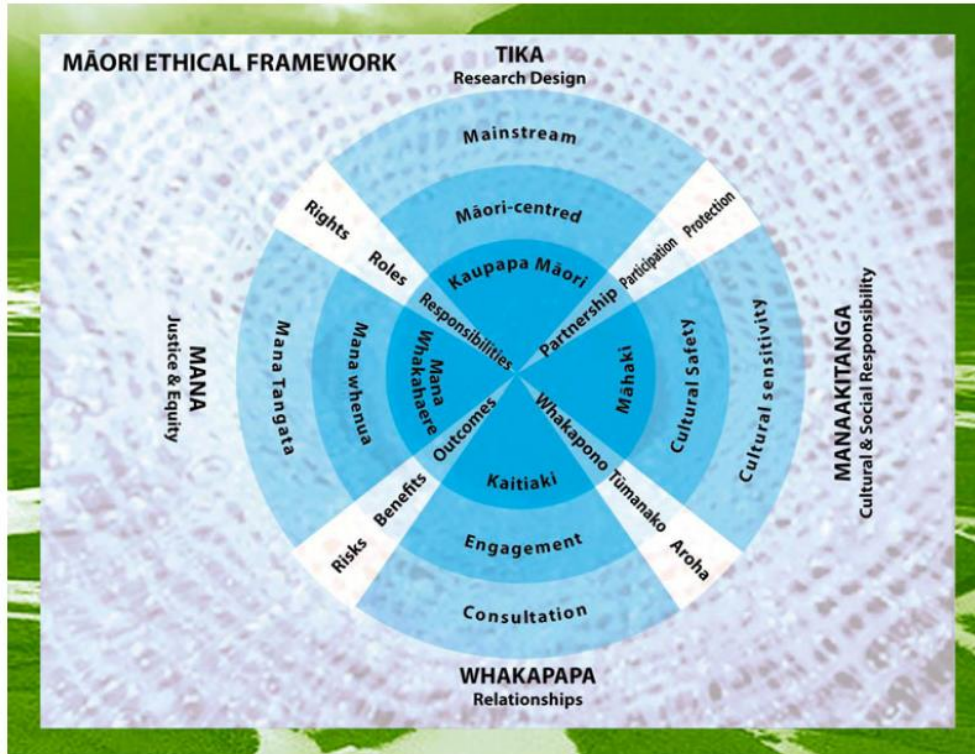 MĀORI ETHICAL FRAMEWORK
TIKA
Research Design
Mainstream
Māori-centred
Kaupapa Māori
Rights
Roles
Responsibilities
Protection
Participation
Partnership
MANA
Justice & Equity
Mana Tangata
Mana whenua
Mana
Whakahaere
Māhaki
Cultural Safety
Cultural sensitivity
MANAAKITANGA
Cultural & Social Responsibility
Outcomes
Benefits
Risks
Whakapono
Tūmanako
Aroha
Kaitiaki
Engagement
Consultation
WHAKAPAPA
Relationships